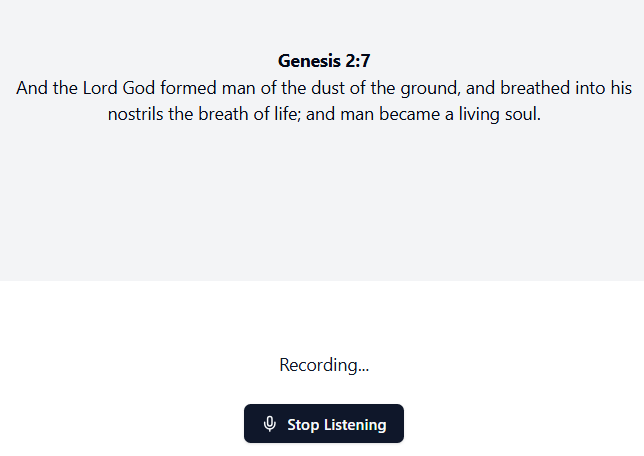 Genesis 2:7
And the Lord God formed man of the dust of the ground, and breathed into his
nostrils the breath of life; and man became a living soul.
Recording...
Stop Listening